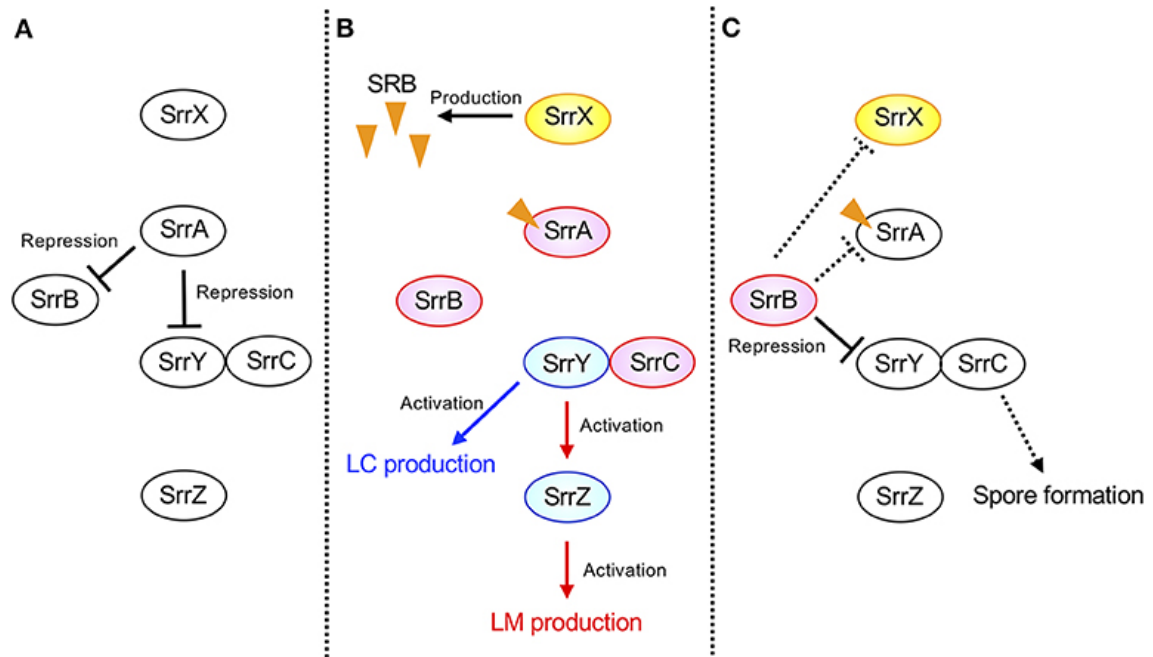 A
SrrX
SrrA
Repression
SrrB
Repression
SrrY
SrrC
SrrZ
B
SRB
Production
SrrX
SrrA
SrrB
SrrY
SrrC
Activation
Activation
LC production
SrrZ
Activation
LM production
C
SrrX
SrrA
SrrB
Repression
SrrY
SrrC
SrrZ
Spore formation